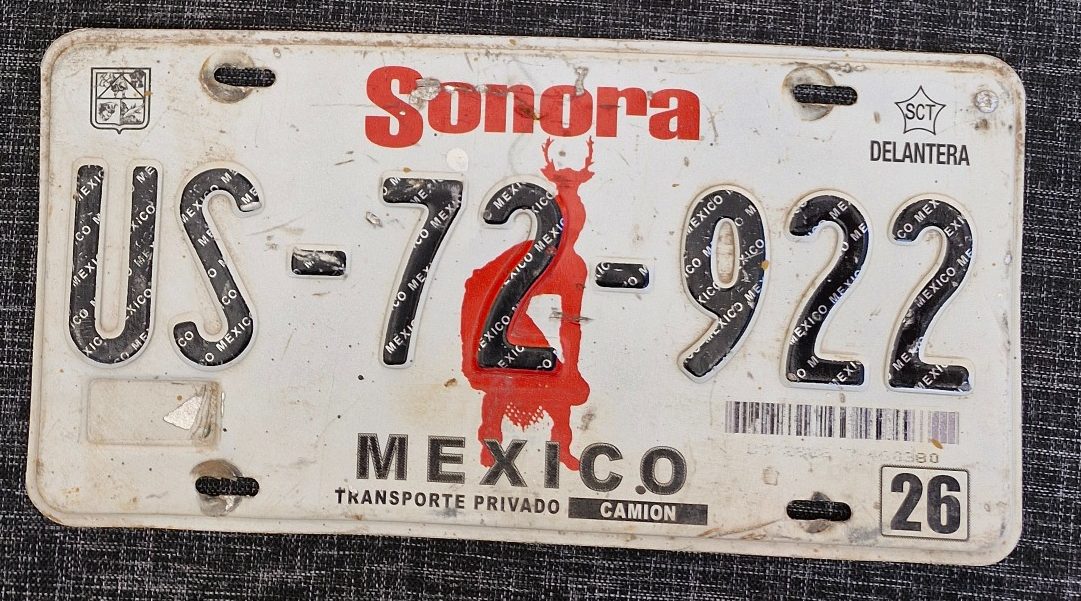 Sonora
SCT
DELANTERA
US-72-922
MEXICO
TRANSPORTE PRIVADO CAMION
26